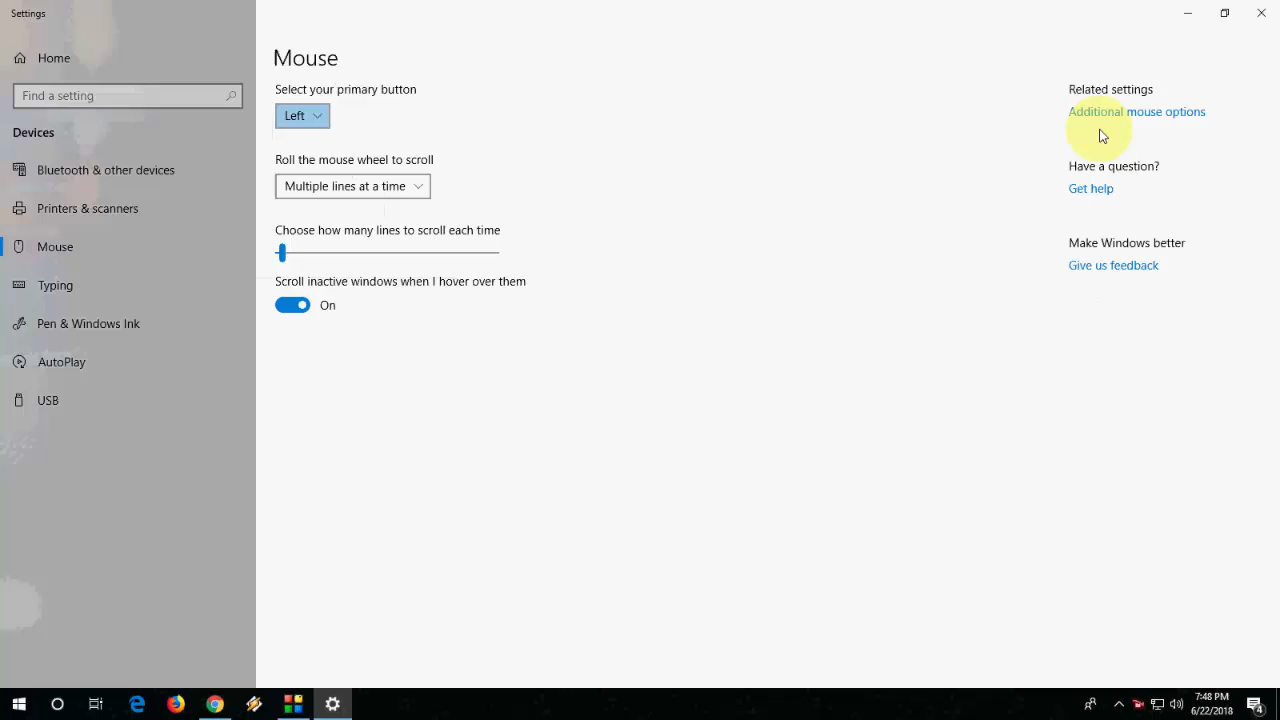 Settings
Home
Find a setting
Devices
Bluetooth & other devices
Printers & scanners
Mouse
Typing
Pen & Windows Ink
AutoPlay
USB
Mouse
Select your primary button
Left
Roll the mouse wheel to scroll
Multiple lines at a time
Choose how many lines to scroll each time
Scroll inactive windows when I hover over them
On
Related settings
Additional mouse options
Have a question?
Get help
Make Windows better
Give us feedback
7:48 PM
6/22/2018
4